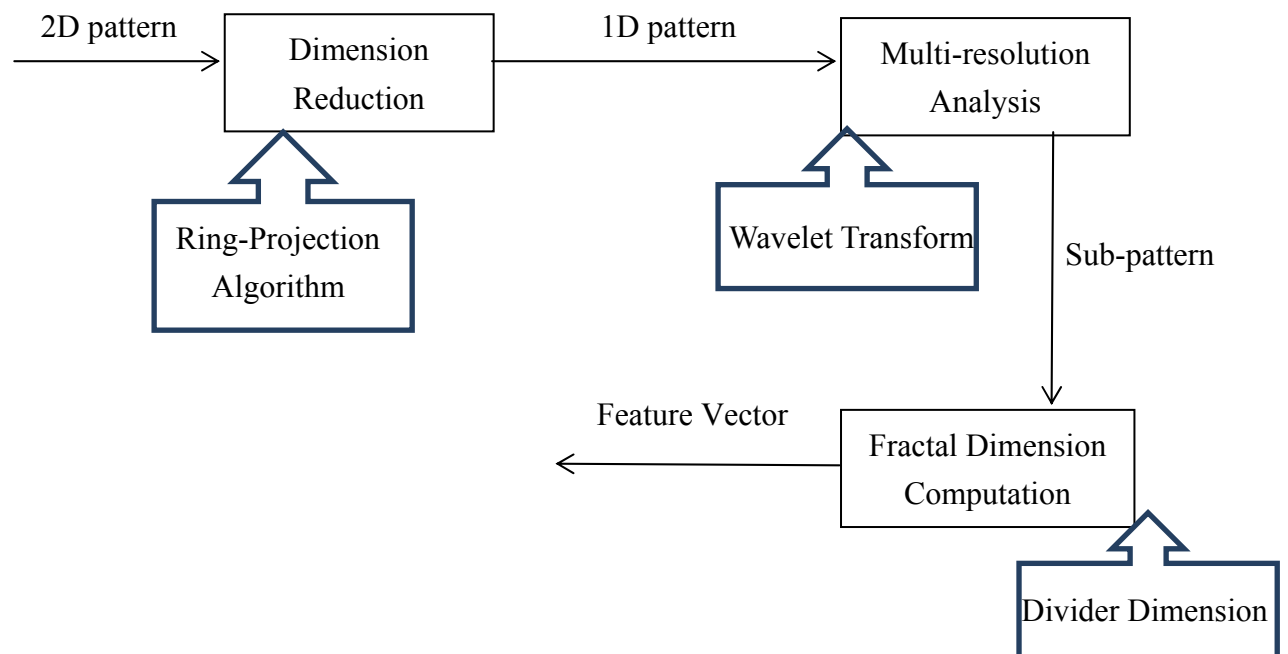 2D pattern
Dimension
Reduction
1D pattern
Multi-resolution
Analysis
Ring-Projection
Algorithm
Wavelet Transform
Sub-pattern
Feature Vector
Fractal Dimension
Computation
Divider Dimension